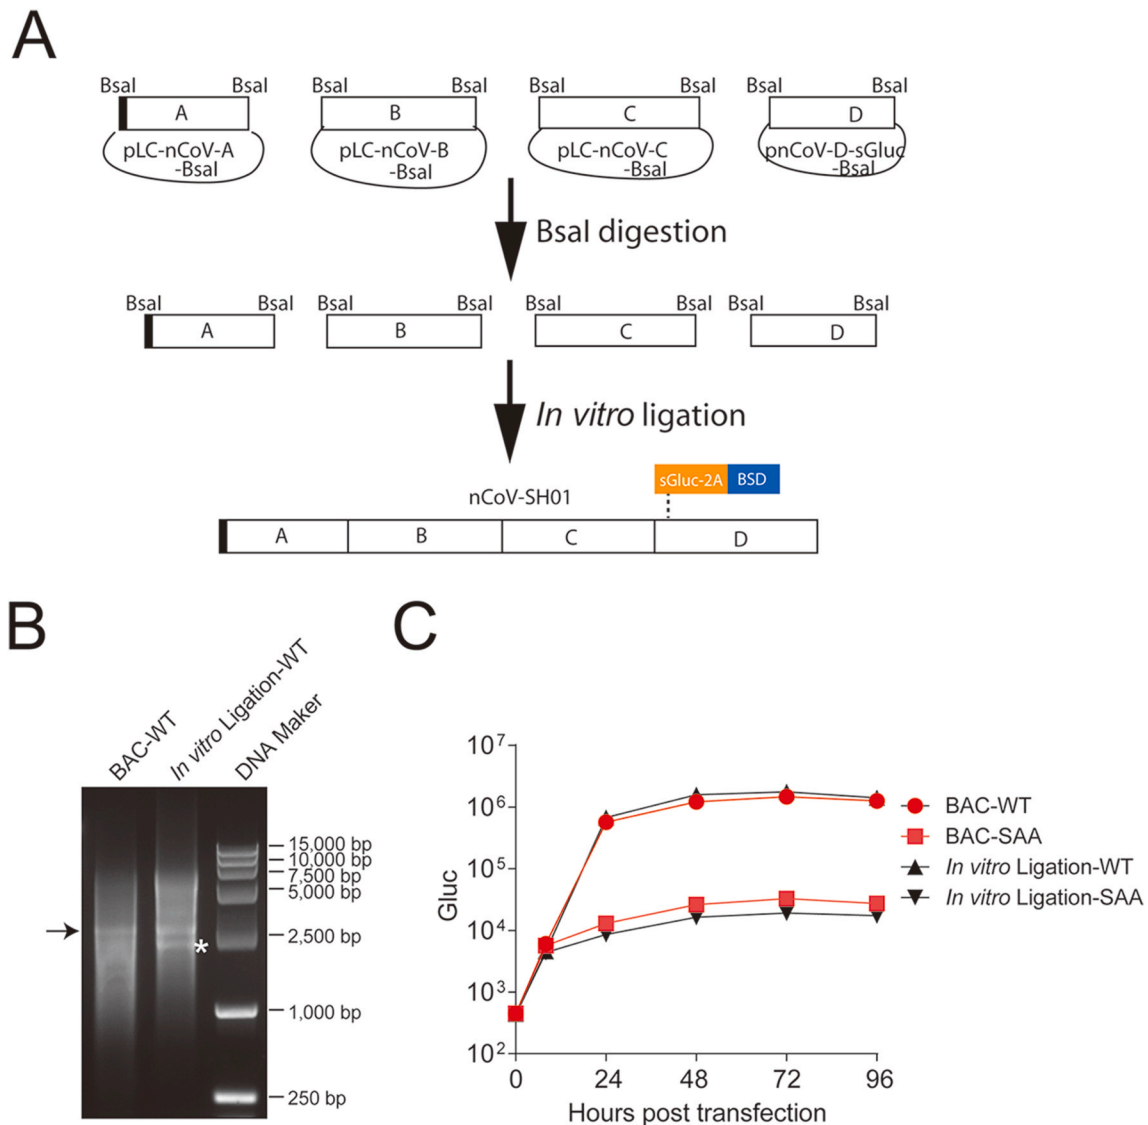 A
BsaI BsaI BsaI BsaI BsaI BsaI BsaI BsaI
A B C D
pLC-nCoV-A pLC-nCoV-B pLC-nCoV-C pnCoV-D-sGluc
-BsaI -BsaI -BsaI -BsaI
BsaI digestion
BsaI BsaI BsaI BsaI BsaI BsaI BsaI BsaI
A B C D
In vitro ligation
sGluc-2A BSD
nCoV-SH01
A B C D
B
BAC-WT
In vitro Ligation-WT
DNA Maker
15,000 bp
10,000 bp
7,500 bp
5,000 bp
2,500 bp
*
1,000 bp
250 bp
C
10⁷
10⁶
10⁵
10⁴
10³
10²
Gluc
0 24 48 72 96
Hours post transfection
BAC-WT
BAC-SAA
In vitro Ligation-WT
In vitro Ligation-SAA